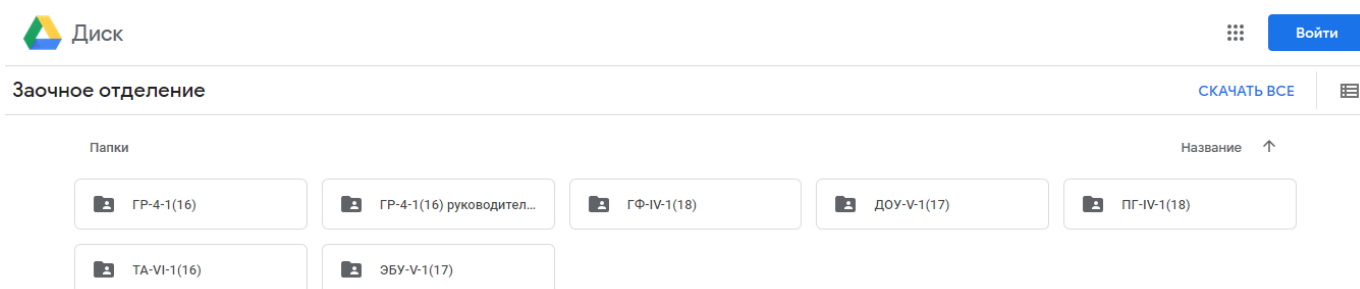 Диск
Войти
Заочное отделение
СКАЧАТЬ ВСЕ
Папки
Название
ГР-4-1(16)
ГР-4-1(16) руководител...
ГФ-IV-1(18)
ДОУ-V-1(17)
ПГ-IV-1(18)
ТА-VI-1(16)
ЭБУ-V-1(17)